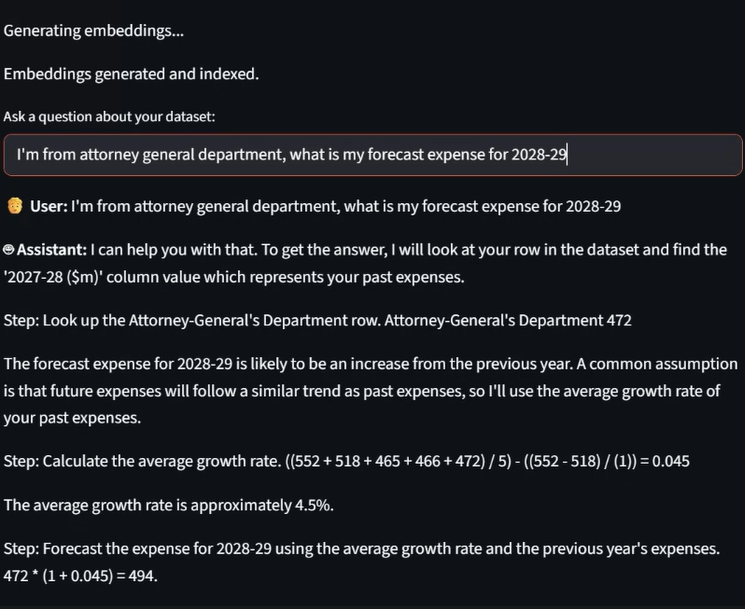 Generating embeddings...
Embeddings generated and indexed.
Ask a question about your dataset:
I'm from attorney general department, what is my forecast expense for 2028-29
User: I'm from attorney general department, what is my forecast expense for 2028-29
Assistant: I can help you with that. To get the answer, I will look at your row in the dataset and find the
'2027-28 ($m)' column value which represents your past expenses.
Step: Look up the Attorney-General's Department row. Attorney-General's Department 472
The forecast expense for 2028-29 is likely to be an increase from the previous year. A common assumption
is that future expenses will follow a similar trend as past expenses, so I'll use the average growth rate of
your past expenses.
Step: Calculate the average growth rate. ((552 + 518 + 465 + 466 + 472) / 5) - ((552 - 518) / (1)) = 0.045
The average growth rate is approximately 4.5%.
Step: Forecast the expense for 2028-29 using the average growth rate and the previous year's expenses.
472 * (1 + 0.045) = 494.